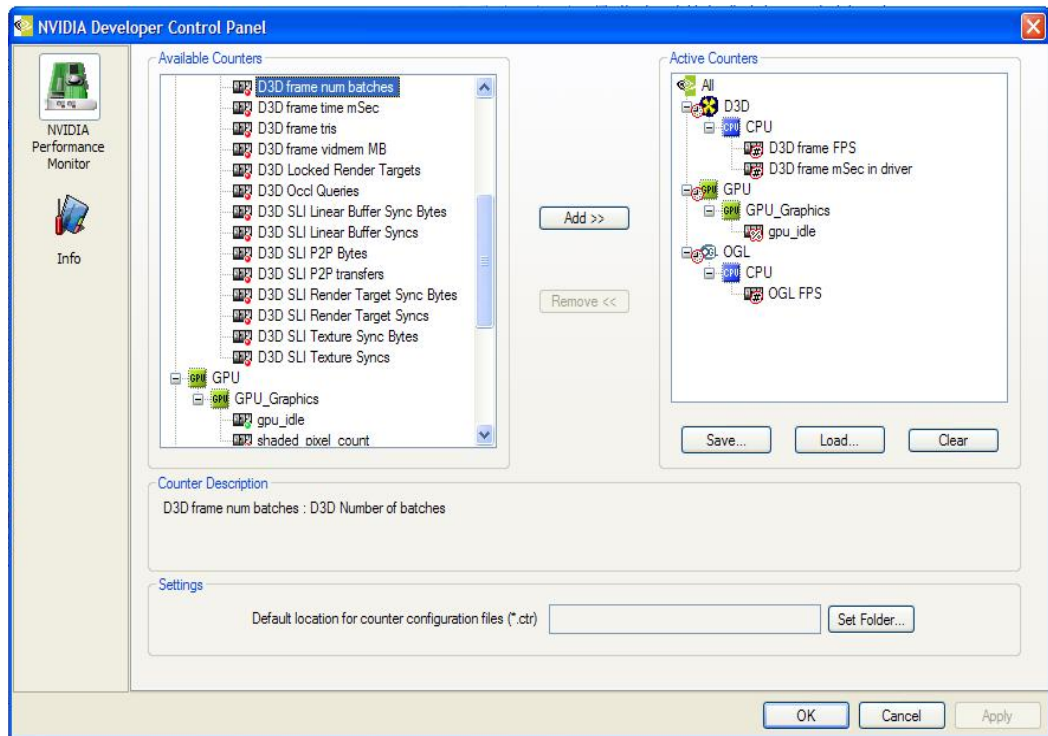 NVIDIA Developer Control Panel
NVIDIA
Performance
Monitor
Info
Available Counters
D3D frame num batches
D3D frame time mSec
D3D frame tris
D3D frame vidmem MB
D3D Locked Render Targets
D3D Occl Queries
D3D SLI Linear Buffer Sync Bytes
D3D SLI Linear Buffer Syncs
D3D SLI P2P Bytes
D3D SLI P2P transfers
D3D SLI Render Target Sync Bytes
D3D SLI Render Target Syncs
D3D SLI Texture Sync Bytes
D3D SLI Texture Syncs
GPU GPU
GPU GPU_Graphics
gpu_idle
shaded_pixel_count
Add >>
Remove <<
Active Counters
All
D3D
CPU CPU
D3D frame FPS
D3D frame mSec in driver
GPU GPU
GPU GPU_Graphics
gpu_idle
OGL
CPU CPU
OGL FPS
Save...
Load...
Clear
Counter Description
D3D frame num batches : D3D Number of batches
Settings
Default location for counter configuration files (*.ctr)
Set Folder...
OK
Cancel
Apply